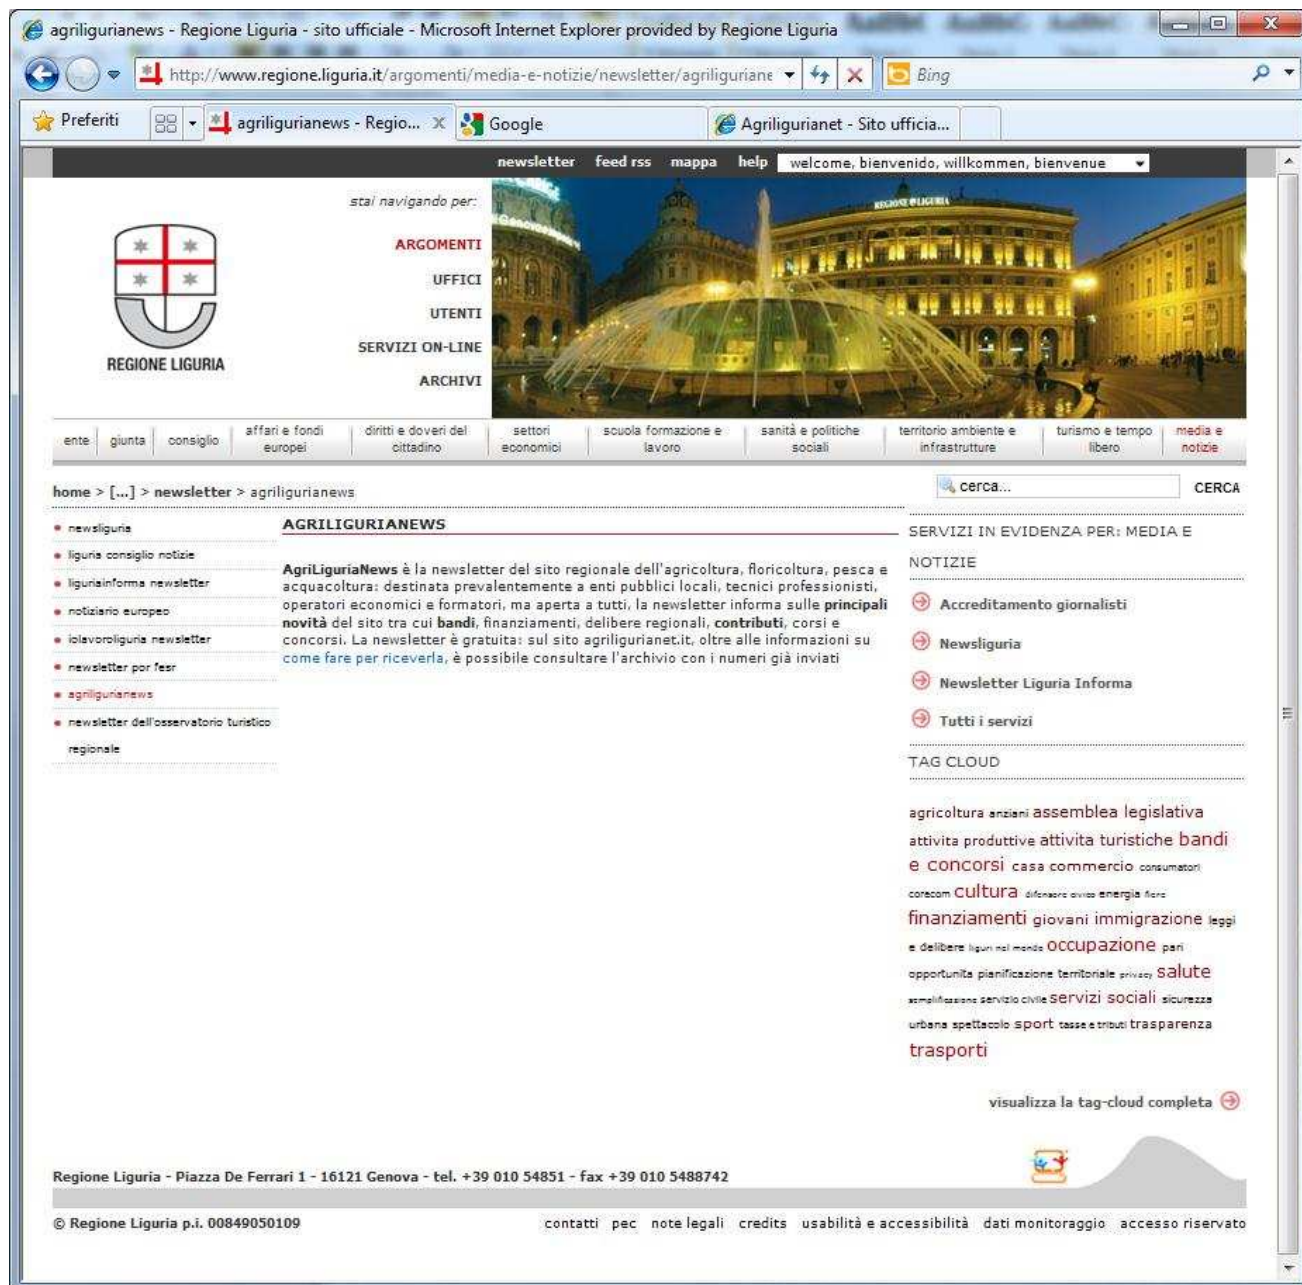 agriligurianews - Regione Liguria - sito ufficiale - Microsoft Internet Explorer provided by Regione Liguria
http://www.regione.liguria.it/argomenti/media-e-notizie/newsletter/agriliguriane
Bing
Preferiti
agriligurianews - Regio...
Google
Agriligurianet - Sito ufficia...
newsletter feed rss mappa help welcome, bienvenido, willkommen, bienvenue
stai navigando per:
ARGOMENTI
UFFICI
UTENTI
SERVIZI ON-LINE
ARCHIVI
REGIONE LIGURIA
REGIONE LIGURIA
ente
giunta
consiglio
affari e fondi
europei
diritti e doveri del
cittadino
settori
economici
scuola formazione e
lavoro
sanità e politiche
sociali
territorio ambiente e
infrastrutture
turismo e tempo
libero
media e
notizie
home > [...] > newsletter > agriligurianews
cerca...
CERCA
newsliguria
liguria consiglio notizie
liguriainforma newsletter
notiziario europeo
iolavoroliguria newsletter
newsletter por fesr
agriligurianews
newsletter dell'osservatorio turistico
regionale
AGRILIGURIANEWS
AgriLiguriaNews è la newsletter del sito regionale dell'agricoltura, floricoltura, pesca e
acquacoltura: destinata prevalentemente a enti pubblici locali, tecnici professionisti,
operatori economici e formatori, ma aperta a tutti, la newsletter informa sulle principali
novità del sito tra cui bandi, finanziamenti, delibere regionali, contributi, corsi e
concorsi. La newsletter è gratuita: sul sito agriligurianet.it, oltre alle informazioni su
come fare per riceverla, è possibile consultare l'archivio con i numeri già inviati
SERVIZI IN EVIDENZA PER: MEDIA E
NOTIZIE
Accreditamento giornalisti
Newsliguria
Newsletter Liguria Informa
Tutti i servizi
TAG CLOUD
agricoltura anziani assemblea legislativa
attivita produttive attivita turistiche bandi
e concorsi casa commercio consumatori
corecom cultura difensore civico energia fiere
finanziamenti giovani immigrazione leggi
e delibere liguri nel mondo occupazione pari
opportunita pianificazione territoriale privacy salute
semplificazione servizio civile servizi sociali sicurezza
urbana spettacolo sport tasse e tributi trasparenza
trasporti
visualizza la tag-cloud completa
Regione Liguria - Piazza De Ferrari 1 - 16121 Genova - tel. +39 010 54851 - fax +39 010 5488742
© Regione Liguria p.i. 00849050109
contatti pec note legali credits usabilità e accessibilità dati monitoraggio accesso riservato